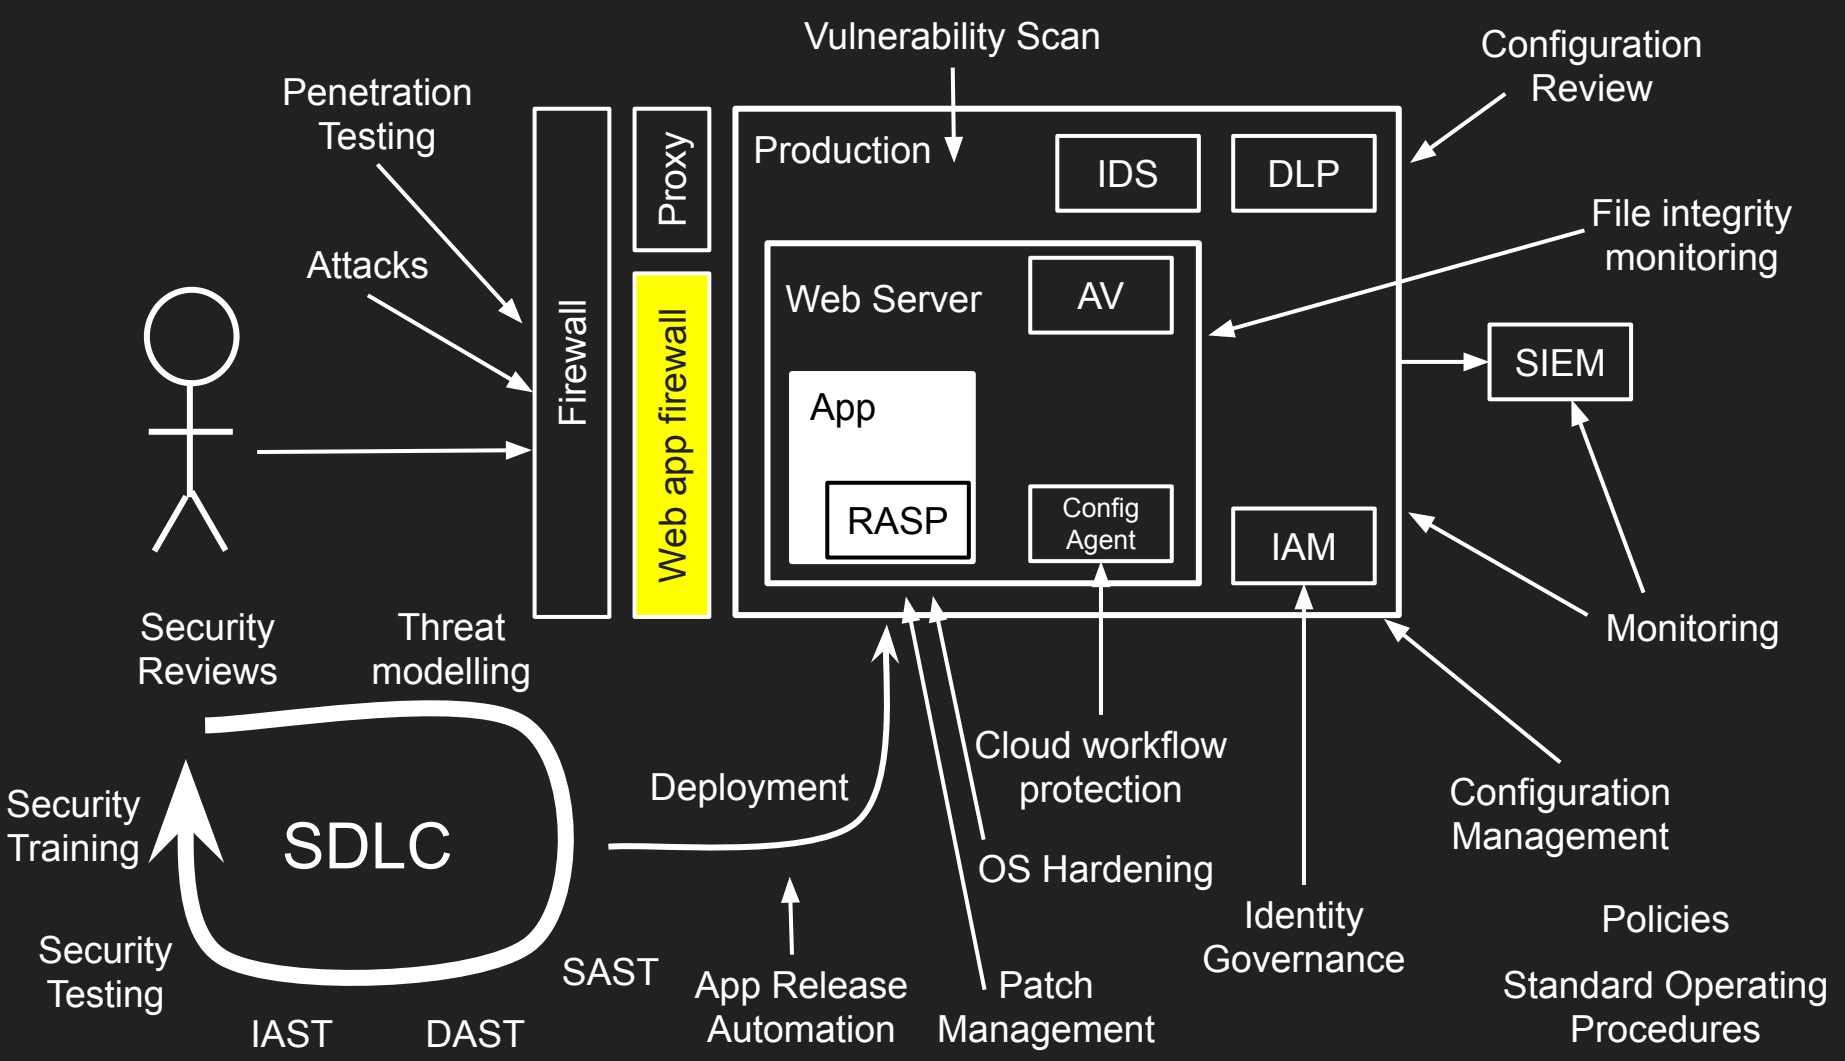 Vulnerability Scan
Configuration
Review
Penetration
Testing
Proxy
Production
IDS
DLP
File integrity
monitoring
Attacks
Firewall
Web app firewall
Web Server
AV
SIEM
App
RASP
Config
Agent
IAM
Security
Reviews
Threat
modelling
Monitoring
Cloud workflow
protection
Deployment
Configuration
Management
Security
Training
SDLC
OS Hardening
Identity
Governance
Policies
Security
Testing
SAST
App Release
Automation
Patch
Management
Standard Operating
Procedures
IAST
DAST